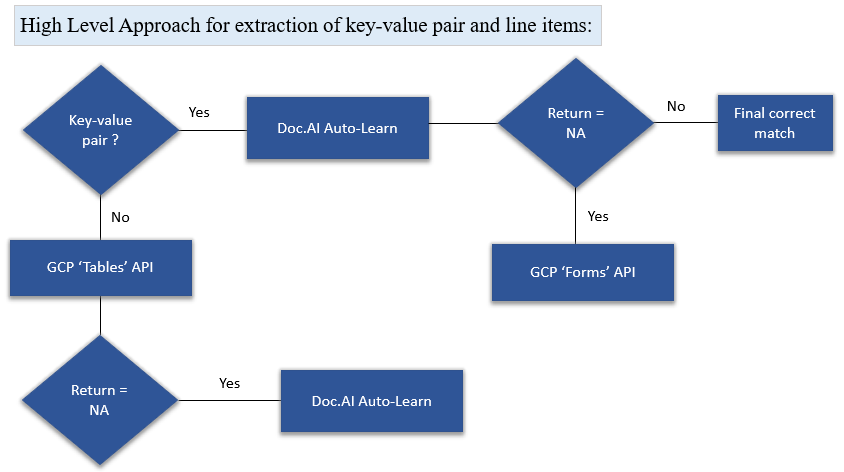 High Level Approach for extraction of key-value pair and line items:
Key-value
pair ?
Yes
Doc.AI Auto-Learn
Return =
NA
No
Final correct
match
No
Yes
GCP ‘Tables’ API
GCP ‘Forms’ API
Return =
NA
Yes
Doc.AI Auto-Learn